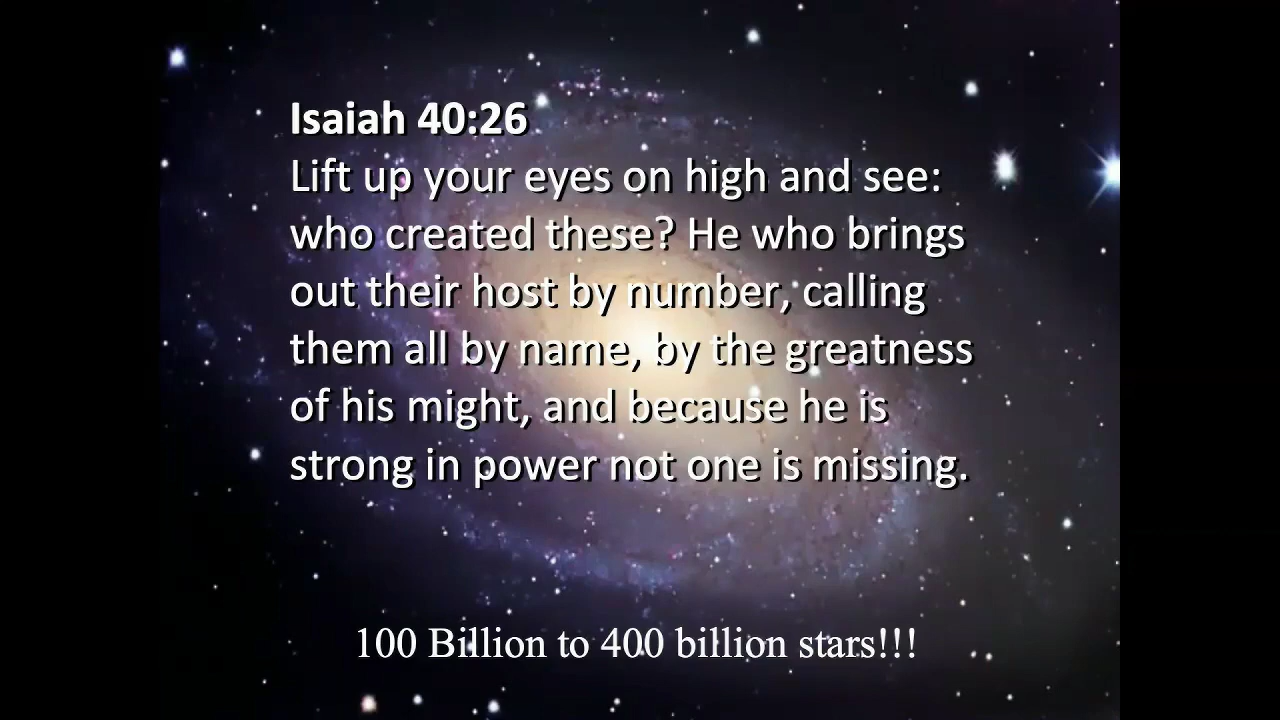 Isaiah 40:26
Lift up your eyes on high and see:
who created these? He who brings
out their host by number, calling
them all by name, by the greatness
of his might, and because he is
strong in power not one is missing.
100 Billion to 400 billion stars!!!